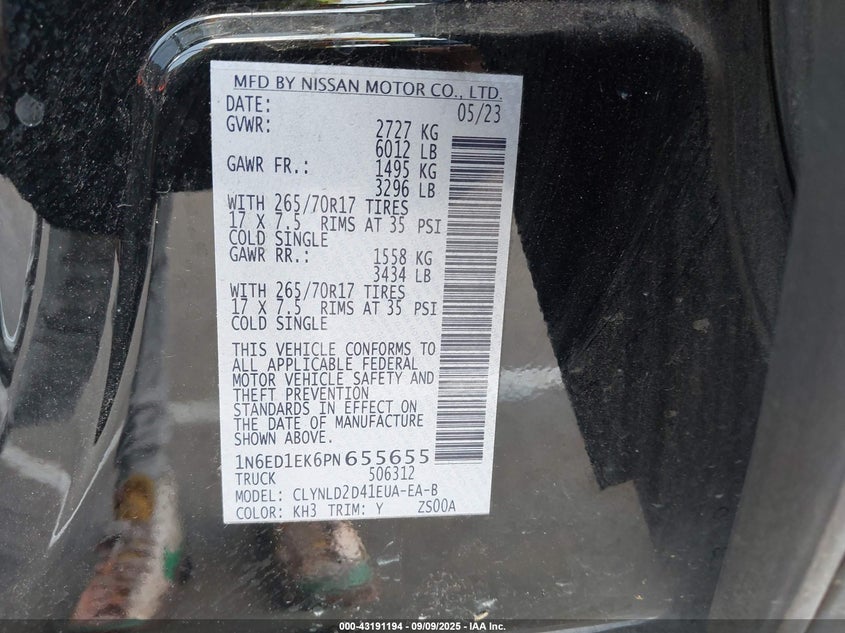 MFD BY NISSAN MOTOR CO., LTD.
DATE: 05/23
GVWR: 2727 KG
6012 LB
GAWR FR.: 1495 KG
3296 LB
WITH 265/70R17 TIRES
17 X 7.5 RIMS AT 35 PSI
COLD SINGLE
GAWR RR.: 1558 KG
3434 LB
WITH 265/70R17 TIRES
17 X 7.5 RIMS AT 35 PSI
COLD SINGLE
THIS VEHICLE CONFORMS TO
ALL APPLICABLE FEDERAL
MOTOR VEHICLE SAFETY AND
THEFT PREVENTION
STANDARDS IN EFFECT ON
THE DATE OF MANUFACTURE
SHOWN ABOVE.
1N6ED1EK6PN655655
TRUCK 506312
MODEL: CLYNLD2D41EUA-EA-B
COLOR: KH3 TRIM: Y ZS00A
000-43191194 - 09/09/2025 - IAA Inc.